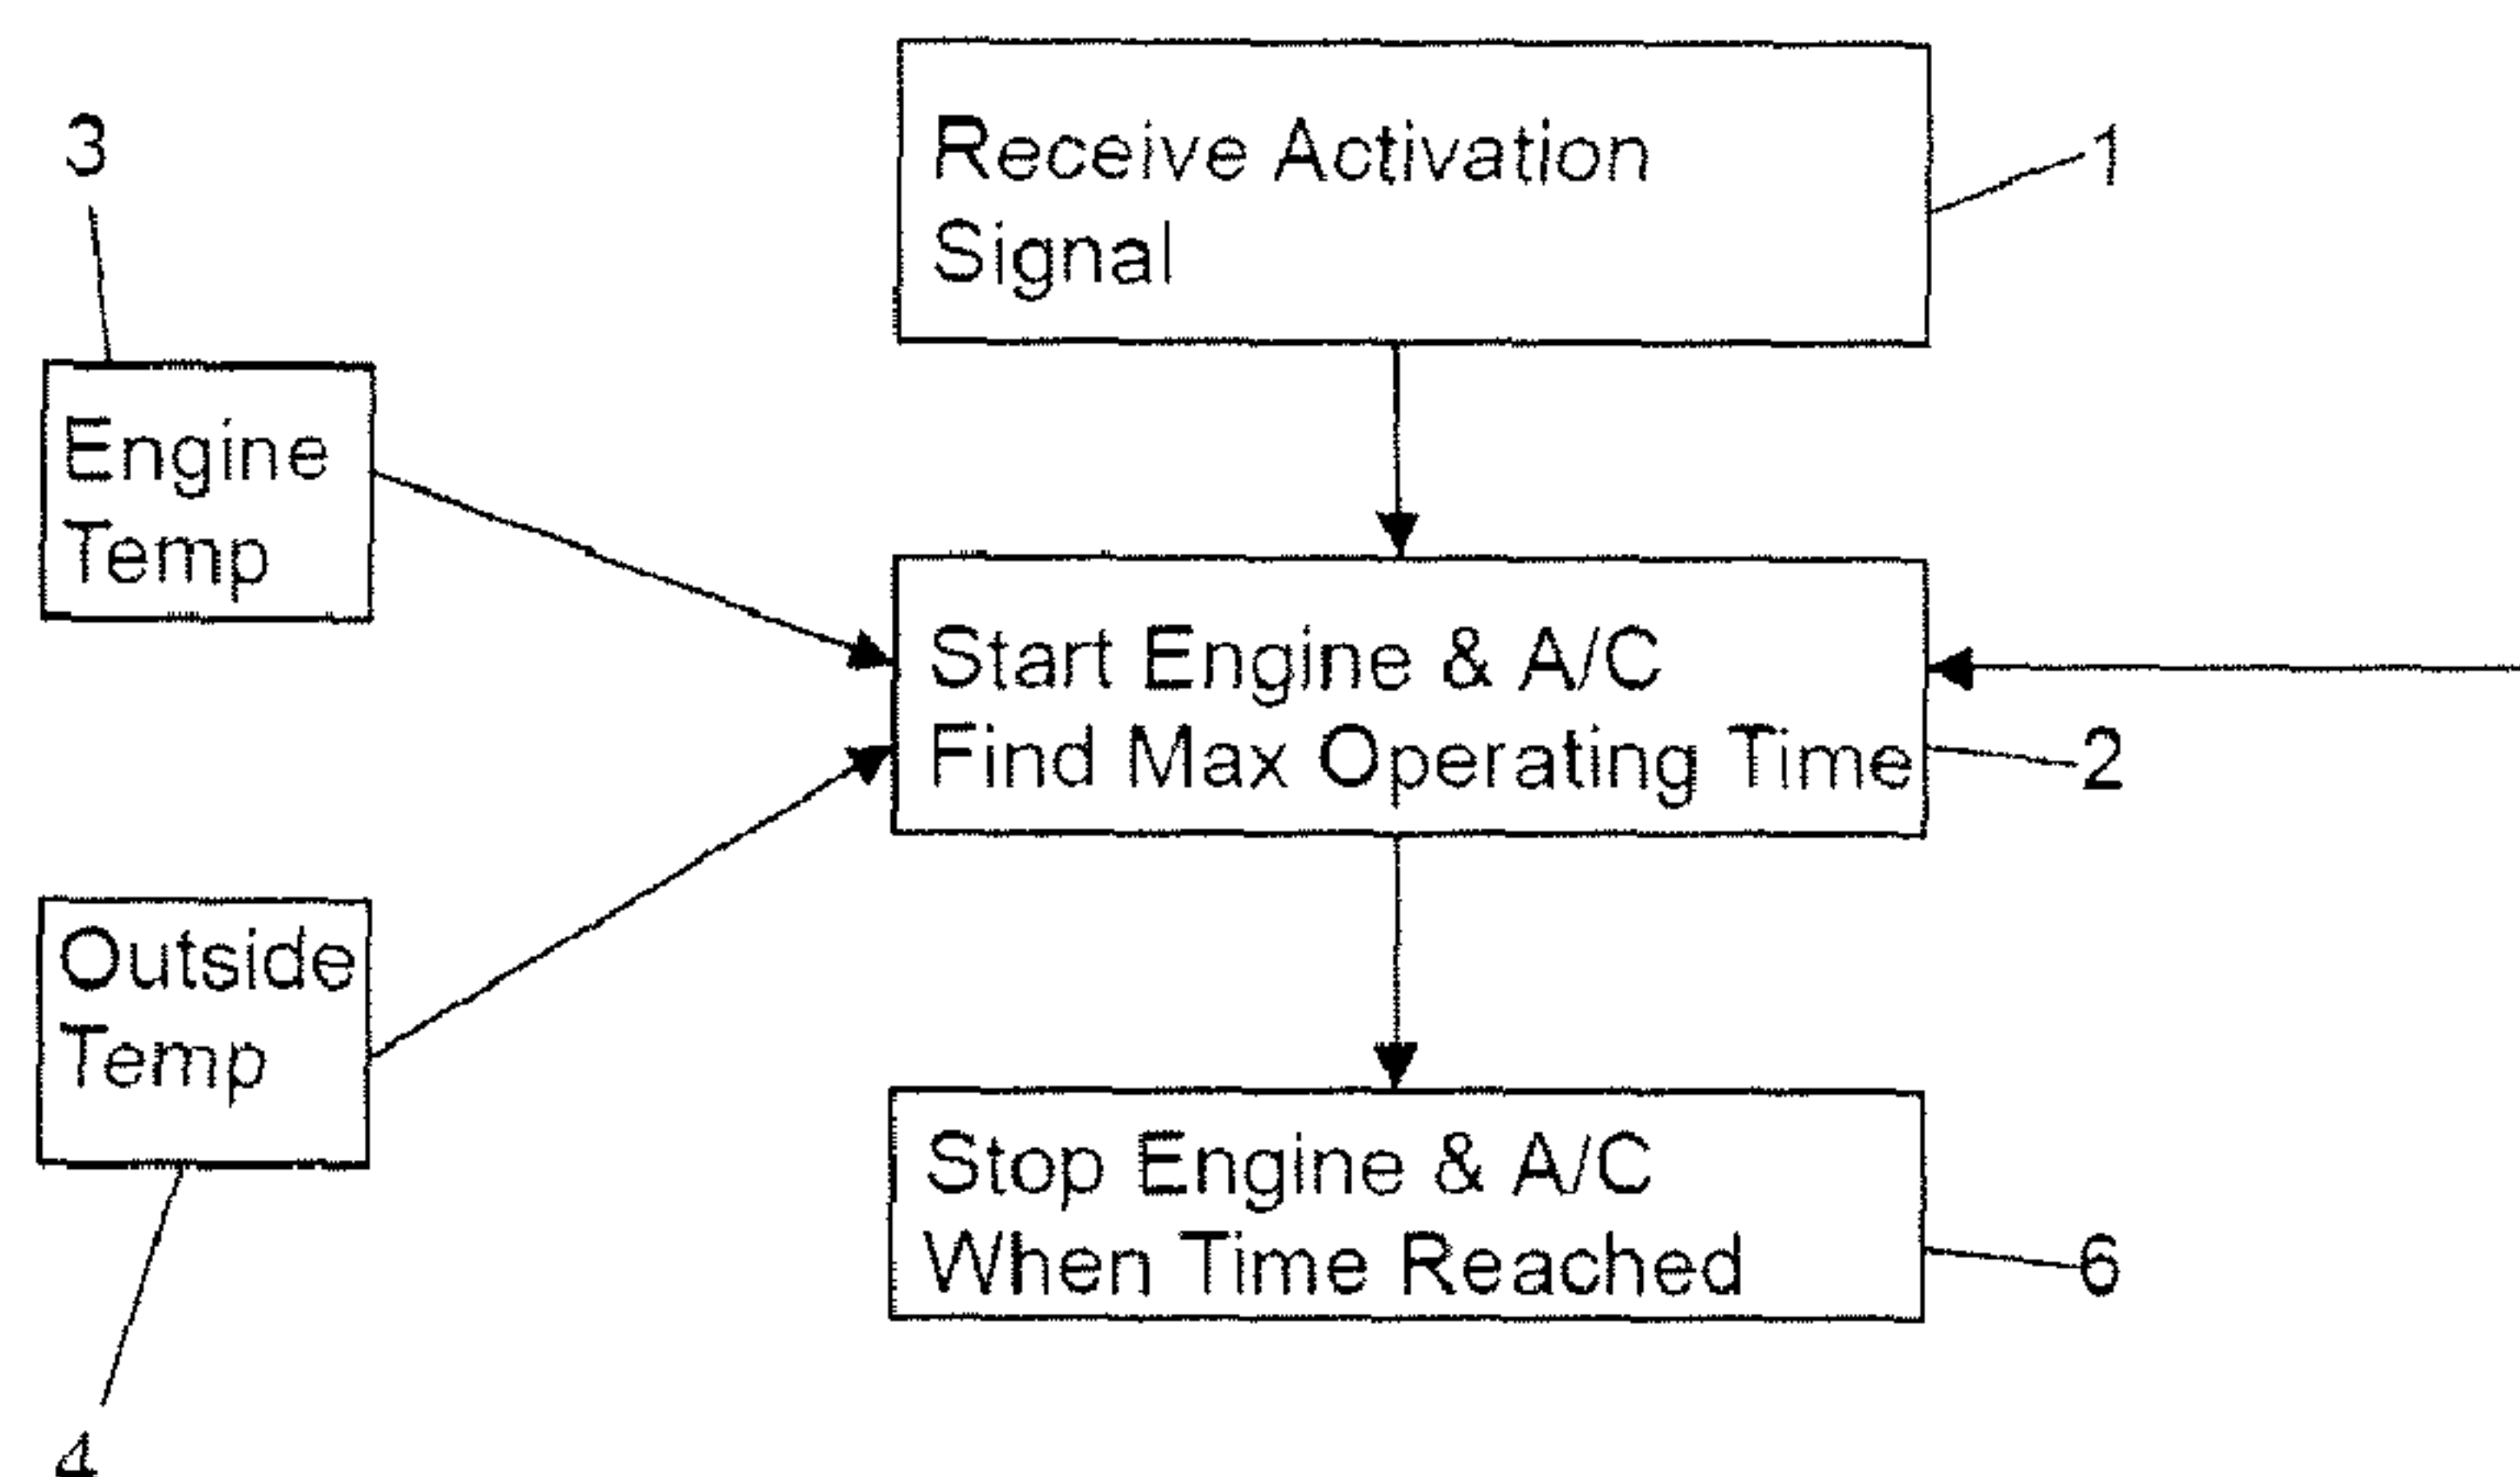 Receive Activation
Signal
1
3
Engine
Temp
Start Engine & A/C
Find Max Operating Time
2
Outside
Temp
4
Stop Engine & A/C
When Time Reached
6